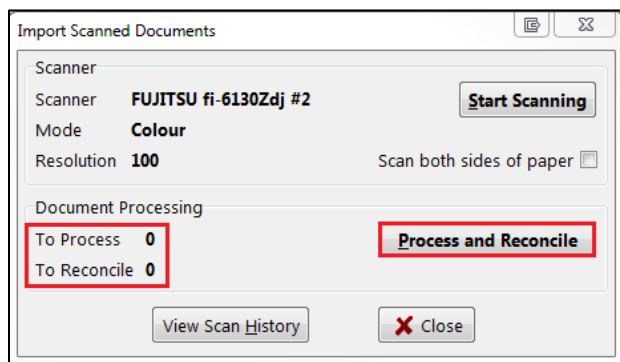 Import Scanned Documents
Scanner
Scanner FUJITSU fi-6130Zdj #2 Start Scanning
Mode Colour
Resolution 100 Scan both sides of paper
Document Processing
To Process 0 Process and Reconcile
To Reconcile 0
View Scan History Close